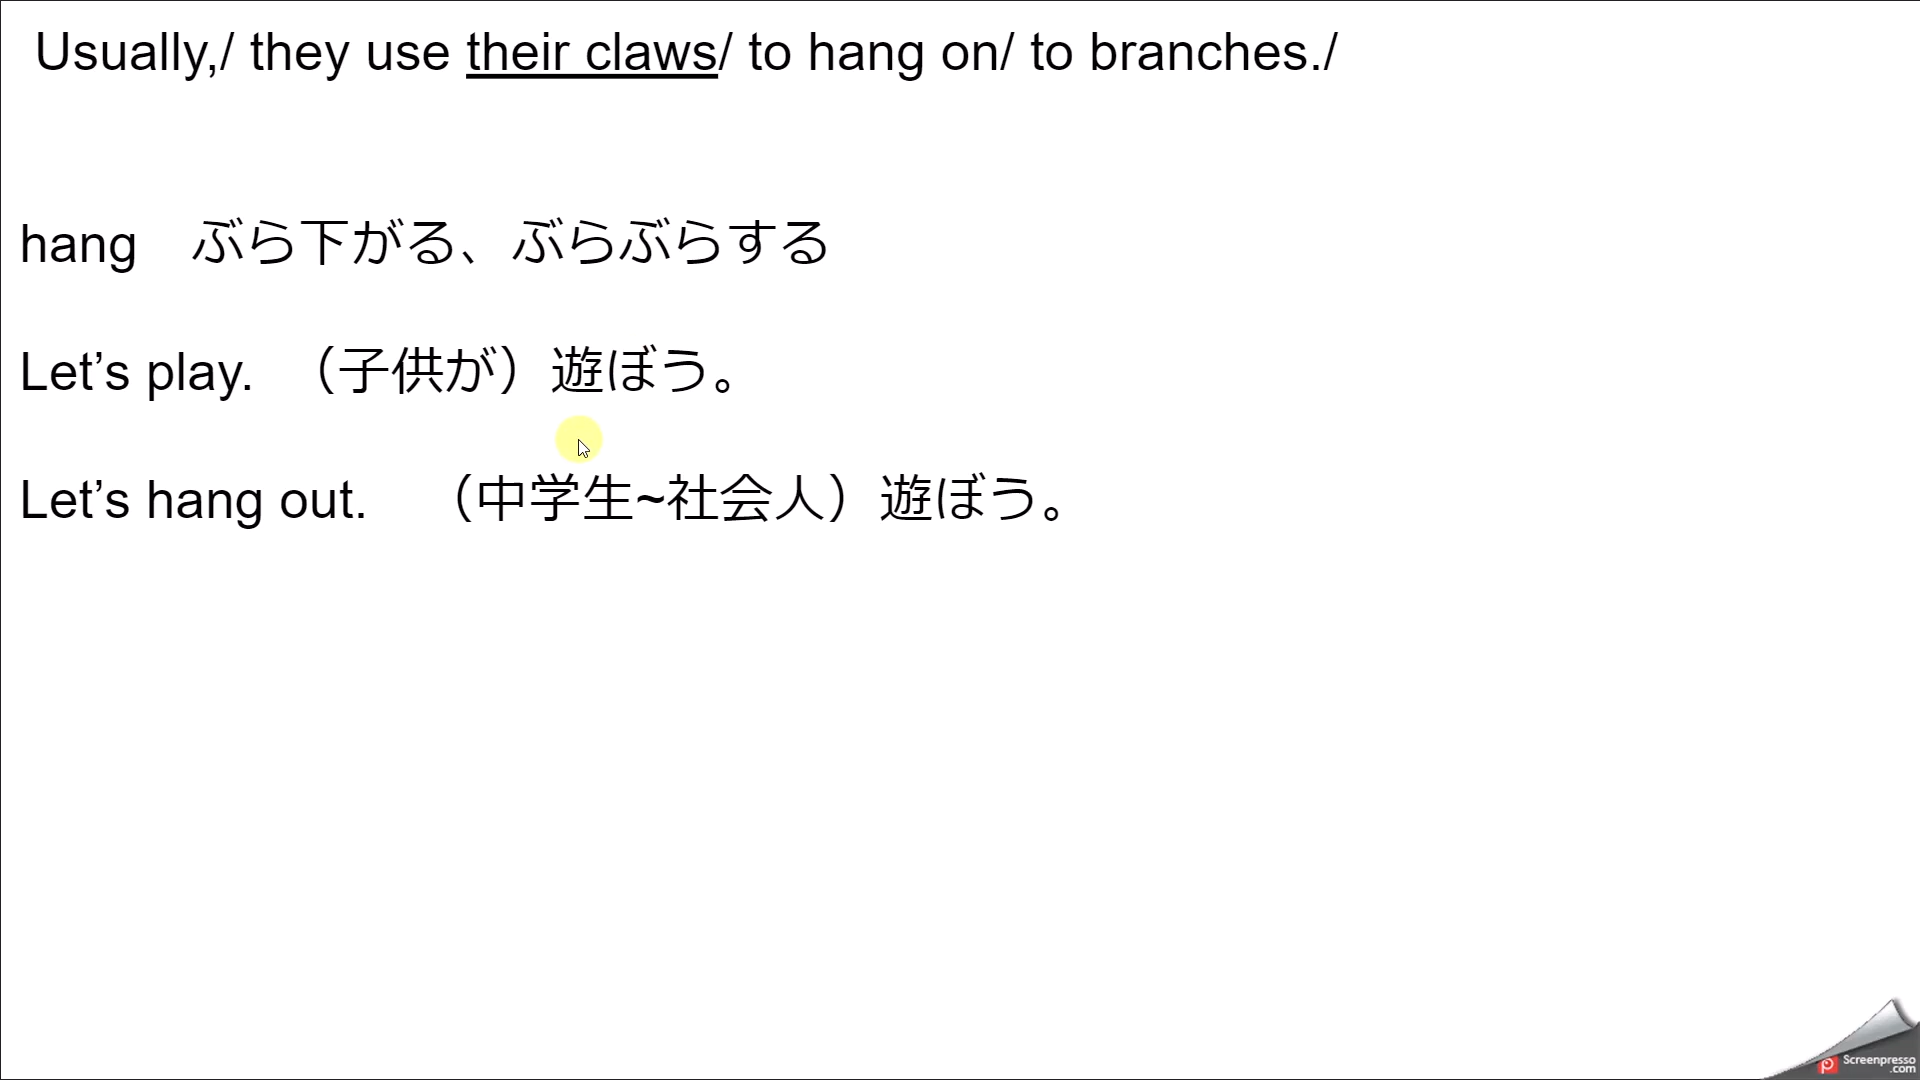 Usually,/ they use their claws/ to hang on/ to branches./
hang　ぶら下がる、ぶらぶらする
Let’s play.　（子供が）遊ぼう。
Let’s hang out.　（中学生~社会人）遊ぼう。
Screenpresso
.com